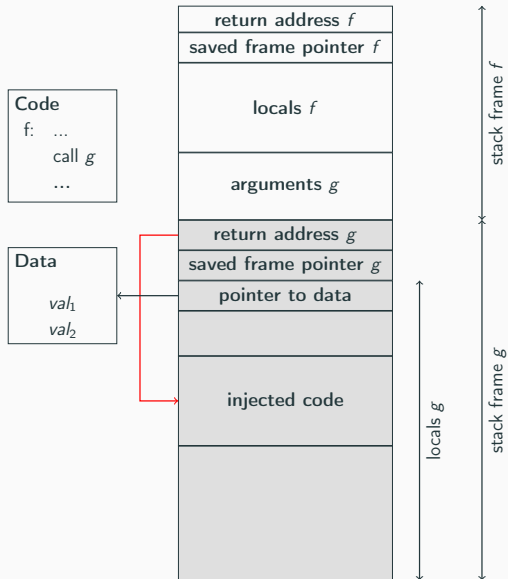 return address f
saved frame pointer f
locals f
arguments g
return address g
saved frame pointer g
pointer to data
injected code
Code
f: ...
call g
...
Data
val₁
val₂
stack frame f
locals g
stack frame g